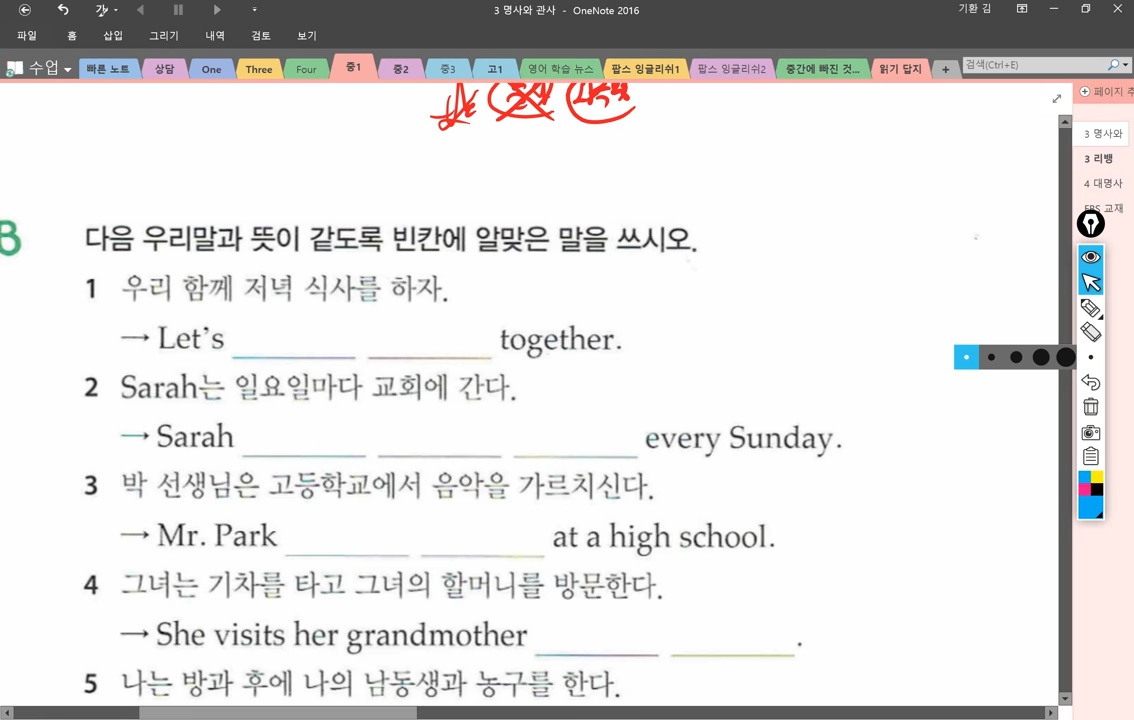 3 명사와 관사 - OneNote 2016
기환 김
파일 홈 삽입 그리기 내역 검토 보기
수업 빠른 노트 상담 One Three Four 중1 중2 중3 고1 영어 학습 뉴스 팝스 잉글리쉬1 팝스 잉글리쉬2 중간에 빠진 것... 읽기 답지 + 검색(Ctrl+E)
페이지 추
3 명사와
3 리뱅
4 대명사
EBS 교재
B 다음 우리말과 뜻이 같도록 빈칸에 알맞은 말을 쓰시오.
1 우리 함께 저녁 식사를 하자.
→ Let's ______ ______ together.
2 Sarah는 일요일마다 교회에 간다.
→ Sarah ______ ______ ______ every Sunday.
3 박 선생님은 고등학교에서 음악을 가르치신다.
→ Mr. Park ______ ______ at a high school.
4 그녀는 기차를 타고 그녀의 할머니를 방문한다.
→ She visits her grandmother ______ ______.
5 나는 방과 후에 나의 남동생과 농구를 한다.